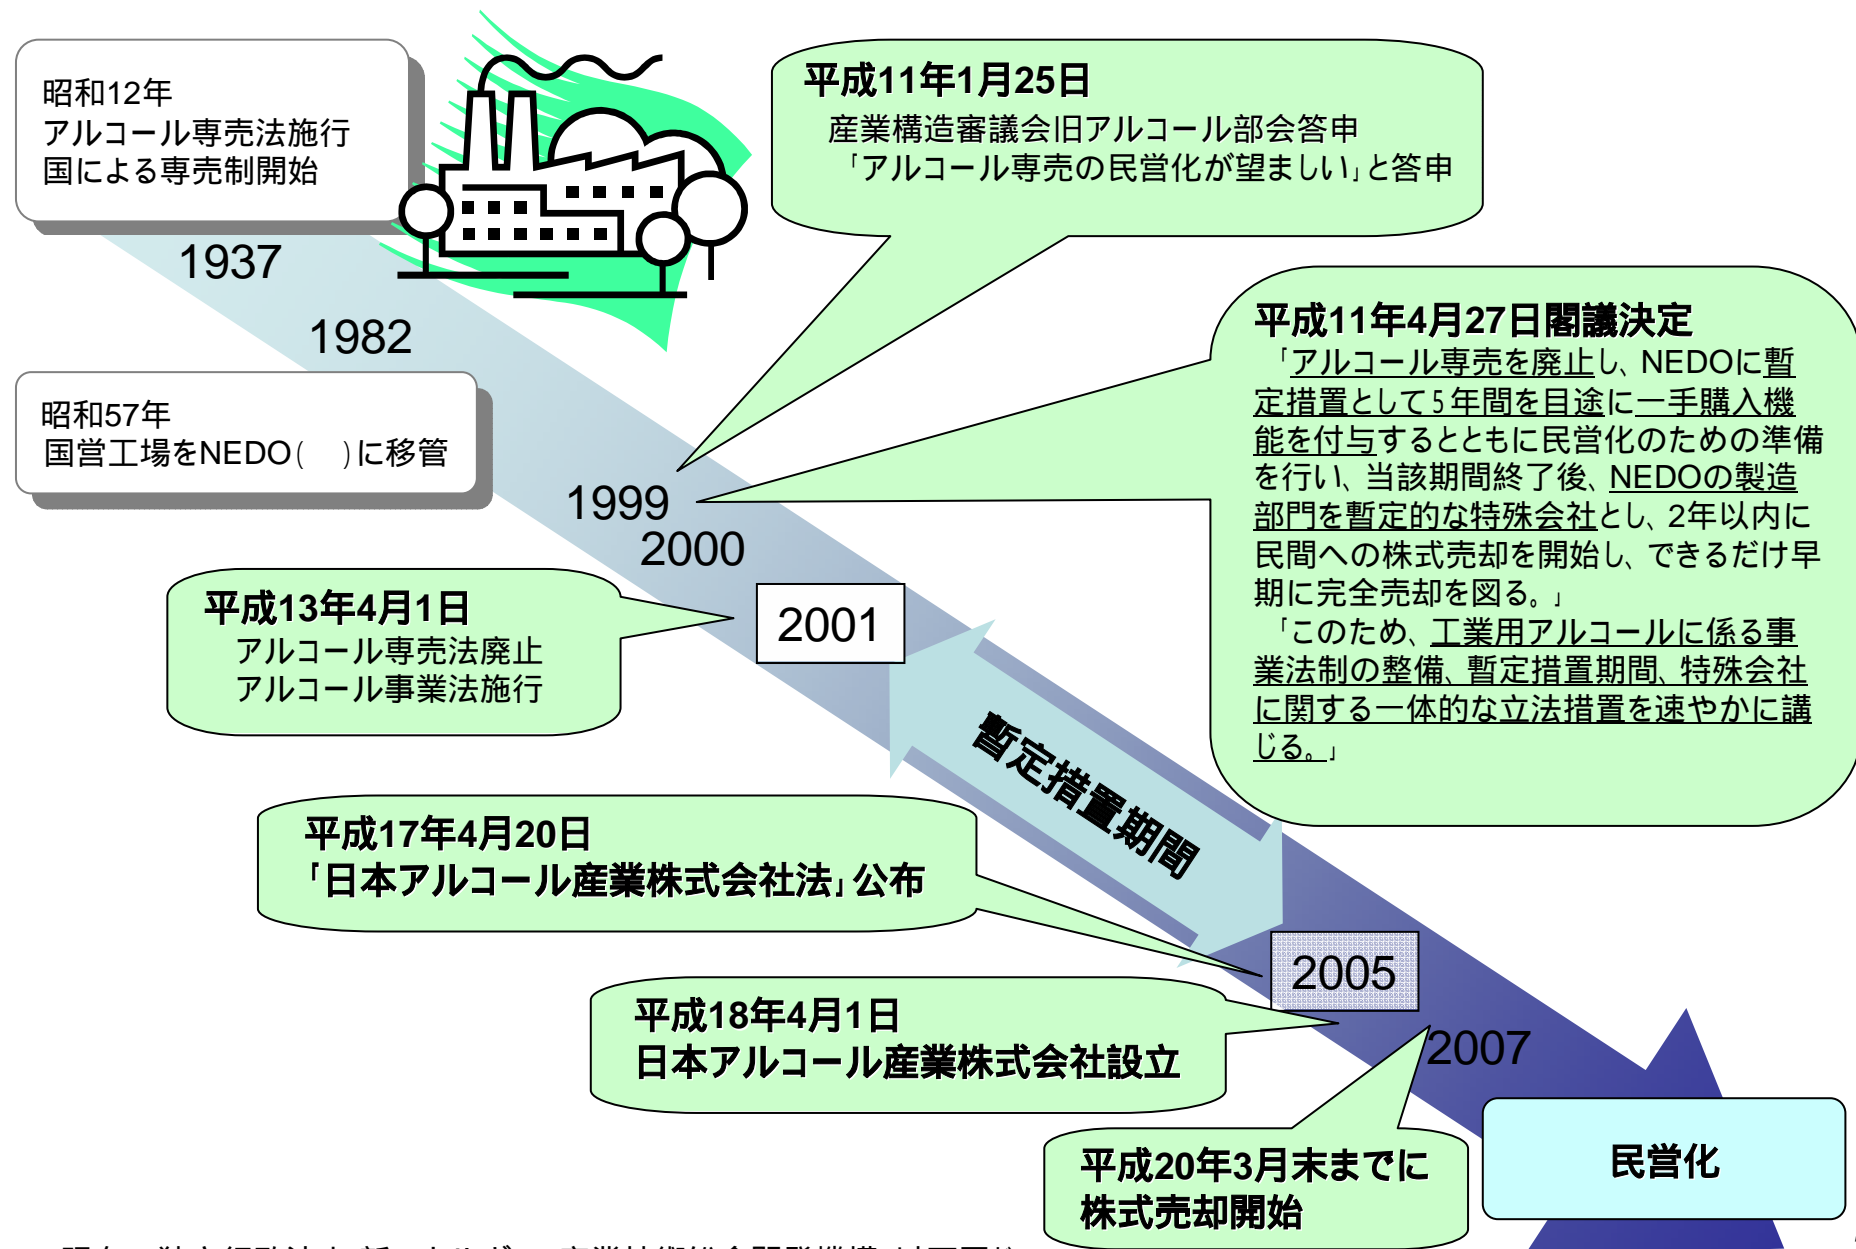 昭和12年
アルコール専売法施行
国による専売制開始
平成11年1月25日
産業構造審議会旧アルコール部会答申
「アルコール専売の民営化が望ましい」と答申
1937
1982
昭和57年
国営工場をNEDO(　)に移管
平成11年4月27日閣議決定
「アルコール専売を廃止し、NEDOに暫
定措置として5年間を目途に一手購入機
能を付与するとともに民営化のための準備
を行い、当該期間終了後、NEDOの製造
部門を暫定的な特殊会社とし、2年以内に
民間への株式売却を開始し、できるだけ早
期に完全売却を図る。」
「このため、工業用アルコールに係る事
業法制の整備、暫定措置期間、特殊会社
に関する一体的な立法措置を速やかに講
じる。」
1999
2000
平成13年4月1日
アルコール専売法廃止
アルコール事業法施行
2001
暫定措置期間
平成17年4月20日
「日本アルコール産業株式会社法」公布
2005
平成18年4月1日
日本アルコール産業株式会社設立
2007
平成20年3月末までに
株式売却開始
民営化